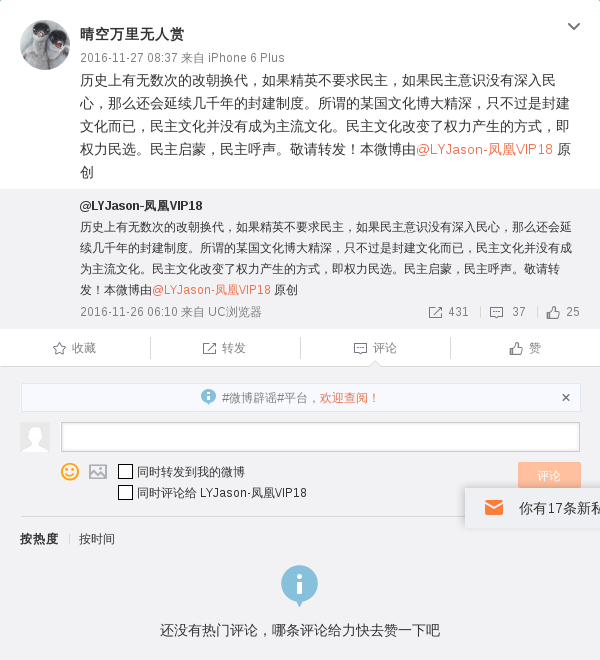 晴空万里无人赏
2016-11-27 08:37 来自 iPhone 6 Plus
历史上有无数次的改朝换代，如果精英不要求民主，如果民主意识没有深入民
心，那么还会延续几千年的封建制度。所谓的某国文化博大精深，只不过是封建
文化而已，民主文化并没有成为主流文化。民主文化改变了权力产生的方式，即
权力民选。民主启蒙，民主呼声。敬请转发！本微博由@LYJason-凤凰VIP18 原
创
@LYJason-凤凰VIP18
历史上有无数次的改朝换代，如果精英不要求民主，如果民主意识没有深入民心，那么还会延
续几千年的封建制度。所谓的某国文化博大精深，只不过是封建文化而已，民主文化并没有成
为主流文化。民主文化改变了权力产生的方式，即权力民选。民主启蒙，民主呼声。敬请转
发！本微博由@LYJason-凤凰VIP18 原创
2016-11-26 06:10 来自 UC浏览器 431 37 25
收藏 转发 评论 赞
#微博辟谣#平台，欢迎查阅！ ×
同时转发到我的微博 评论
同时评论给 LYJason-凤凰VIP18
你有17条新私
按热度 按时间
还没有热门评论，哪条评论给力快去赞一下吧